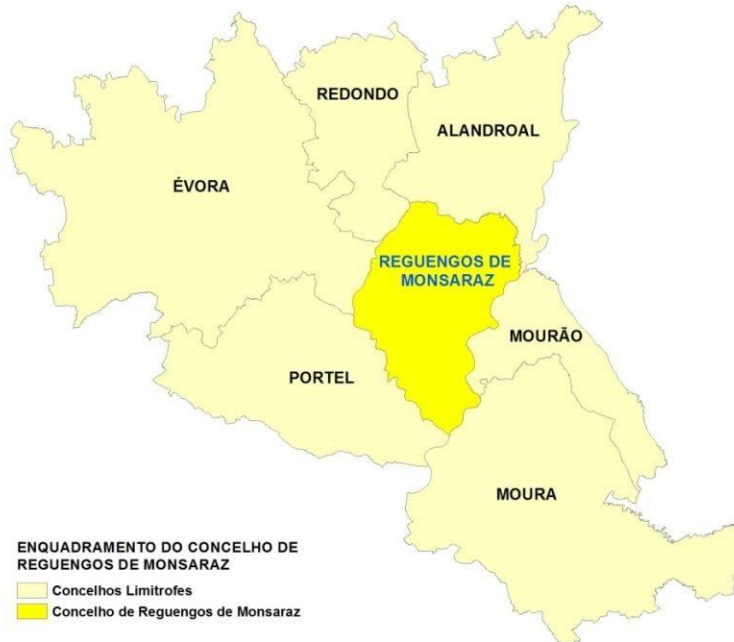 REDONDO
ALANDROAL
ÉVORA
REGUENGOS DE
MONSARAZ
MOURÃO
PORTEL
MOURA
ENQUADRAMENTO DO CONCELHO DE
REGUENGOS DE MONSARAZ
Concelhos Limitrofes
Concelho de Reguengos de Monsaraz